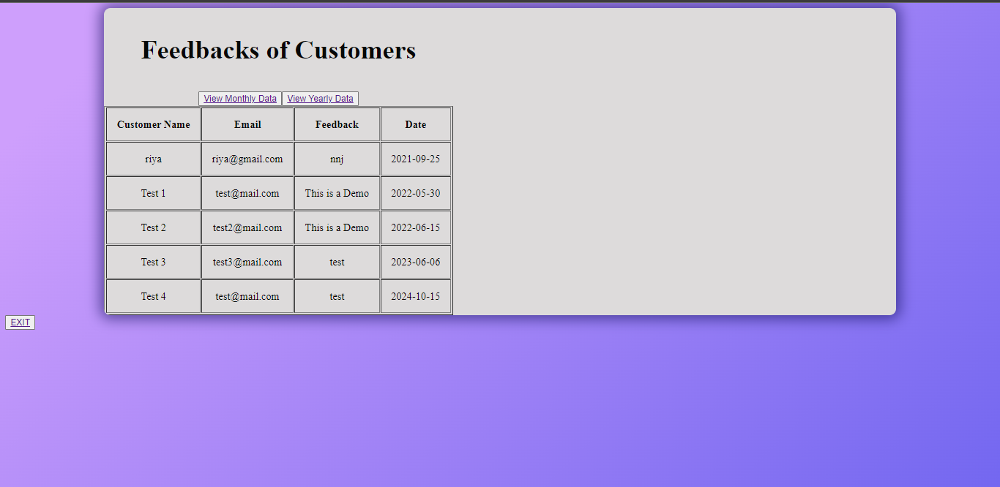 Feedbacks of Customers
View Monthly Data View Yearly Data
Customer Name Email Feedback Date
riya riya@gmail.com nnj 2021-09-25
Test 1 test@mail.com This is a Demo 2022-05-30
Test 2 test2@mail.com This is a Demo 2022-06-15
Test 3 test3@mail.com test 2023-06-06
Test 4 test@mail.com test 2024-10-15
EXIT